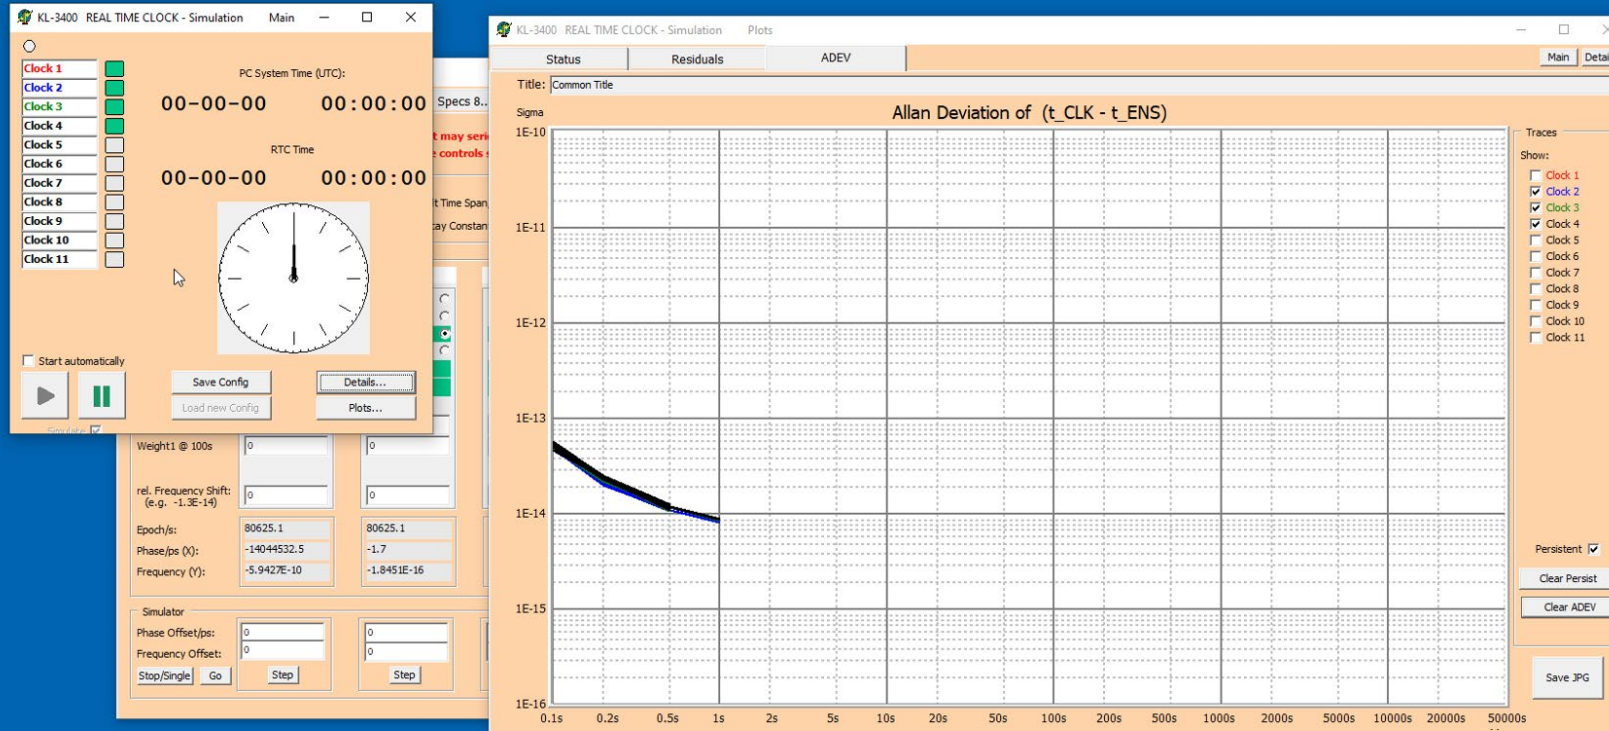 KL-3400 REAL TIME CLOCK - Simulation Main
Clock 1
Clock 2
Clock 3
Clock 4
Clock 5
Clock 6
Clock 7
Clock 8
Clock 9
Clock 10
Clock 11
PC System Time (UTC):
00-00-00 00:00:00
RTC Time
00-00-00 00:00:00
Start automatically
Save Config
Details...
Load new Config
Plots...
Simulate
Specs 8..
t may seri
e controls s
t Time Span
cay Constan
Weight1 @ 100s 0 0
rel. Frequency Shift: 0 0
(e.g. -1.3E-14)
Epoch/s: 80625.1 80625.1
Phase/ps (X): -14044532.5 -1.7
Frequency (Y): -5.9427E-10 -1.8451E-16
Simulator
Phase Offset/ps: 0 0
Frequency Offset: 0 0
Stop/Single Go Step Step
KL-3400 REAL TIME CLOCK - Simulation Plots
Status Residuals ADEV Main Detai
Title: Common Title
Sigma
Allan Deviation of (t_CLK - t_ENS)
1E-10
1E-11
1E-12
1E-13
1E-14
1E-15
1E-16
0.1s 0.2s 0.5s 1s 2s 5s 10s 20s 50s 100s 200s 500s 1000s 2000s 5000s 10000s 20000s 50000s
Traces
Show:
Clock 1
Clock 2
Clock 3
Clock 4
Clock 5
Clock 6
Clock 7
Clock 8
Clock 9
Clock 10
Clock 11
Persistent
Clear Persist
Clear ADEV
Save JPG